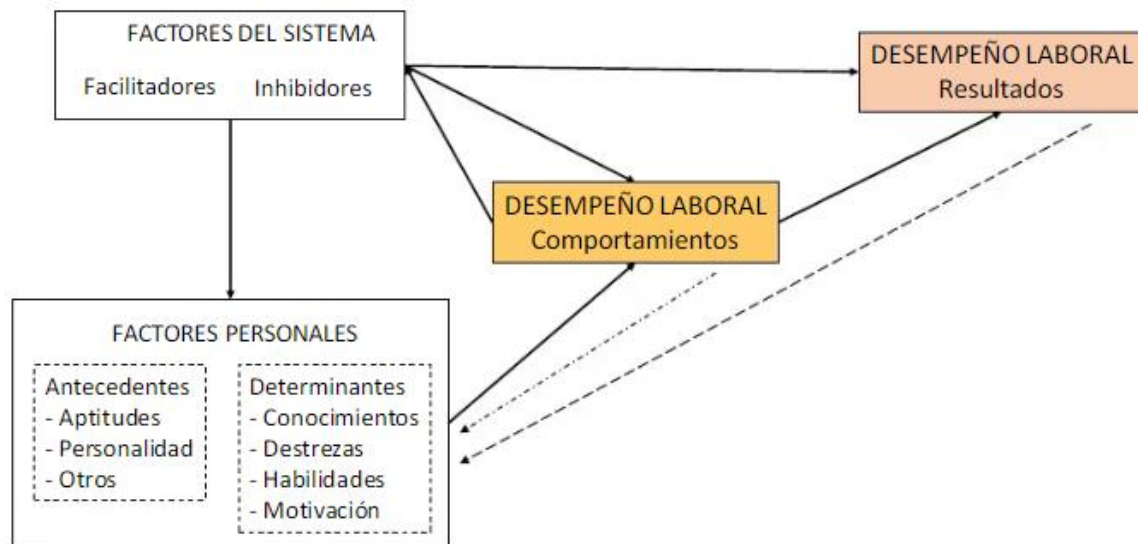 FACTORES DEL SISTEMA
Facilitadores Inhibidores
DESEMPEÑO LABORAL
Resultados
DESEMPEÑO LABORAL
Comportamientos
FACTORES PERSONALES
Antecedentes
- Aptitudes
- Personalidad
- Otros
Determinantes
- Conocimientos
- Destrezas
- Habilidades
- Motivación